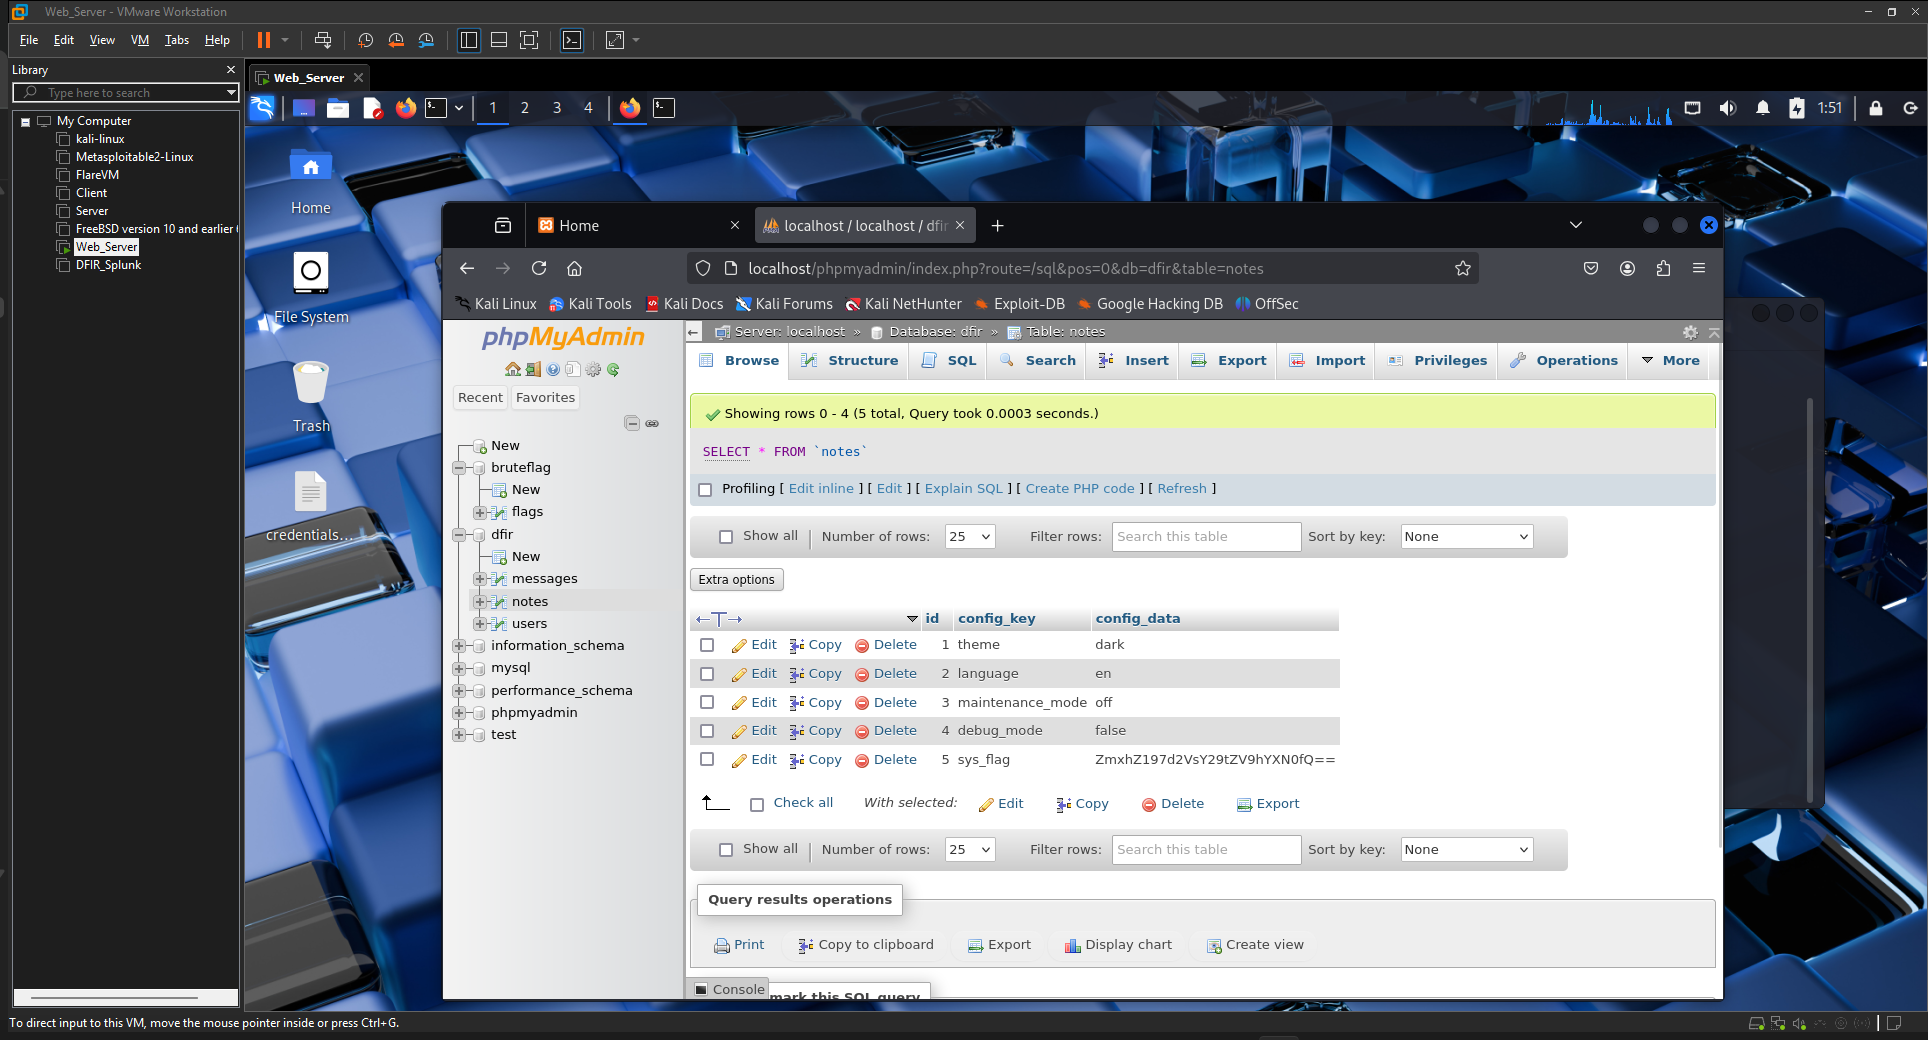 Web_Server - VMware Workstation
File Edit View VM Tabs Help
Library
Type here to search
My Computer
kali-linux
Metasploitable2-Linux
FlareVM
Client
Server
FreeBSD version 10 and earlier
Web_Server
DFIR_Splunk
Web_Server
1 2 3 4
1:51
Home
File System
Trash
credentials...
Home
localhost / localhost / dfir
localhost/phpmyadmin/index.php?route=/sql&pos=0&db=dfir&table=notes
Kali Linux Kali Tools Kali Docs Kali Forums Kali NetHunter Exploit-DB Google Hacking DB OffSec
phpMyAdmin
Recent Favorites
New
bruteflag
New
flags
dfir
New
messages
notes
users
information_schema
mysql
performance_schema
phpmyadmin
test
Server: localhost » Database: dfir » Table: notes
Browse Structure SQL Search Insert Export Import Privileges Operations More
Showing rows 0 - 4 (5 total, Query took 0.0003 seconds.)
SELECT * FROM `notes`
Profiling [ Edit inline ] [ Edit ] [ Explain SQL ] [ Create PHP code ] [ Refresh ]
Show all Number of rows: 25 Filter rows: Search this table Sort by key: None
Extra options
id config_key config_data
Edit Copy Delete 1 theme dark
Edit Copy Delete 2 language en
Edit Copy Delete 3 maintenance_mode off
Edit Copy Delete 4 debug_mode false
Edit Copy Delete 5 sys_flag ZmxhZ197d2VsY29tZV9hYXN0fQ==
Check all With selected: Edit Copy Delete Export
Show all Number of rows: 25 Filter rows: Search this table Sort by key: None
Query results operations
Print Copy to clipboard Export Display chart Create view
Console
mark this SQL query
To direct input to this VM, move the mouse pointer inside or press Ctrl+G.